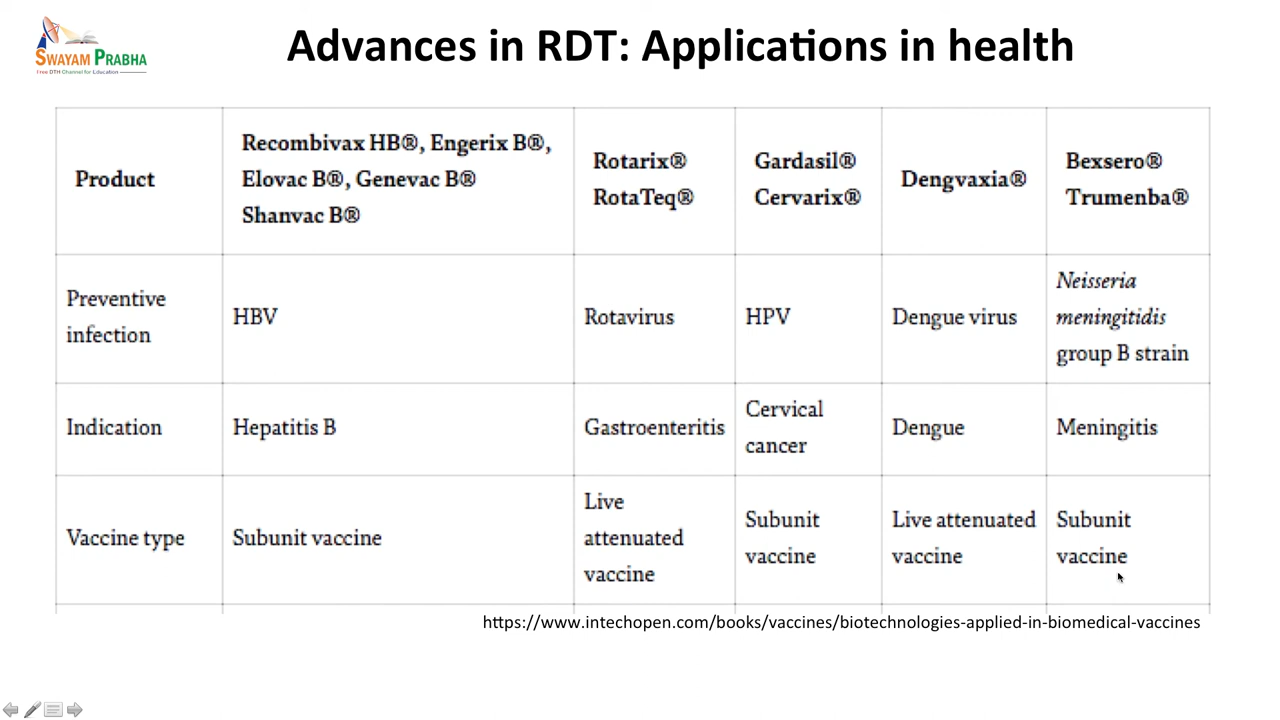 SWAYAM PRABHA
Free DTH Channel for Education
Advances in RDT: Applications in health
Product
Recombivax HB®, Engerix B®,
Elovac B®, Genevac B®
Shanvac B®
Rotarix®
RotaTeq®
Gardasil®
Cervarix®
Dengvaxia®
Bexsero®
Trumenba®
Preventive
infection
HBV
Rotavirus
HPV
Dengue virus
Neisseria
meningitidis
group B strain
Indication
Hepatitis B
Gastroenteritis
Cervical
cancer
Dengue
Meningitis
Vaccine type
Subunit vaccine
Live
attenuated
vaccine
Subunit
vaccine
Live attenuated
vaccine
Subunit
vaccine
https://www.intechopen.com/books/vaccines/biotechnologies-applied-in-biomedical-vaccines